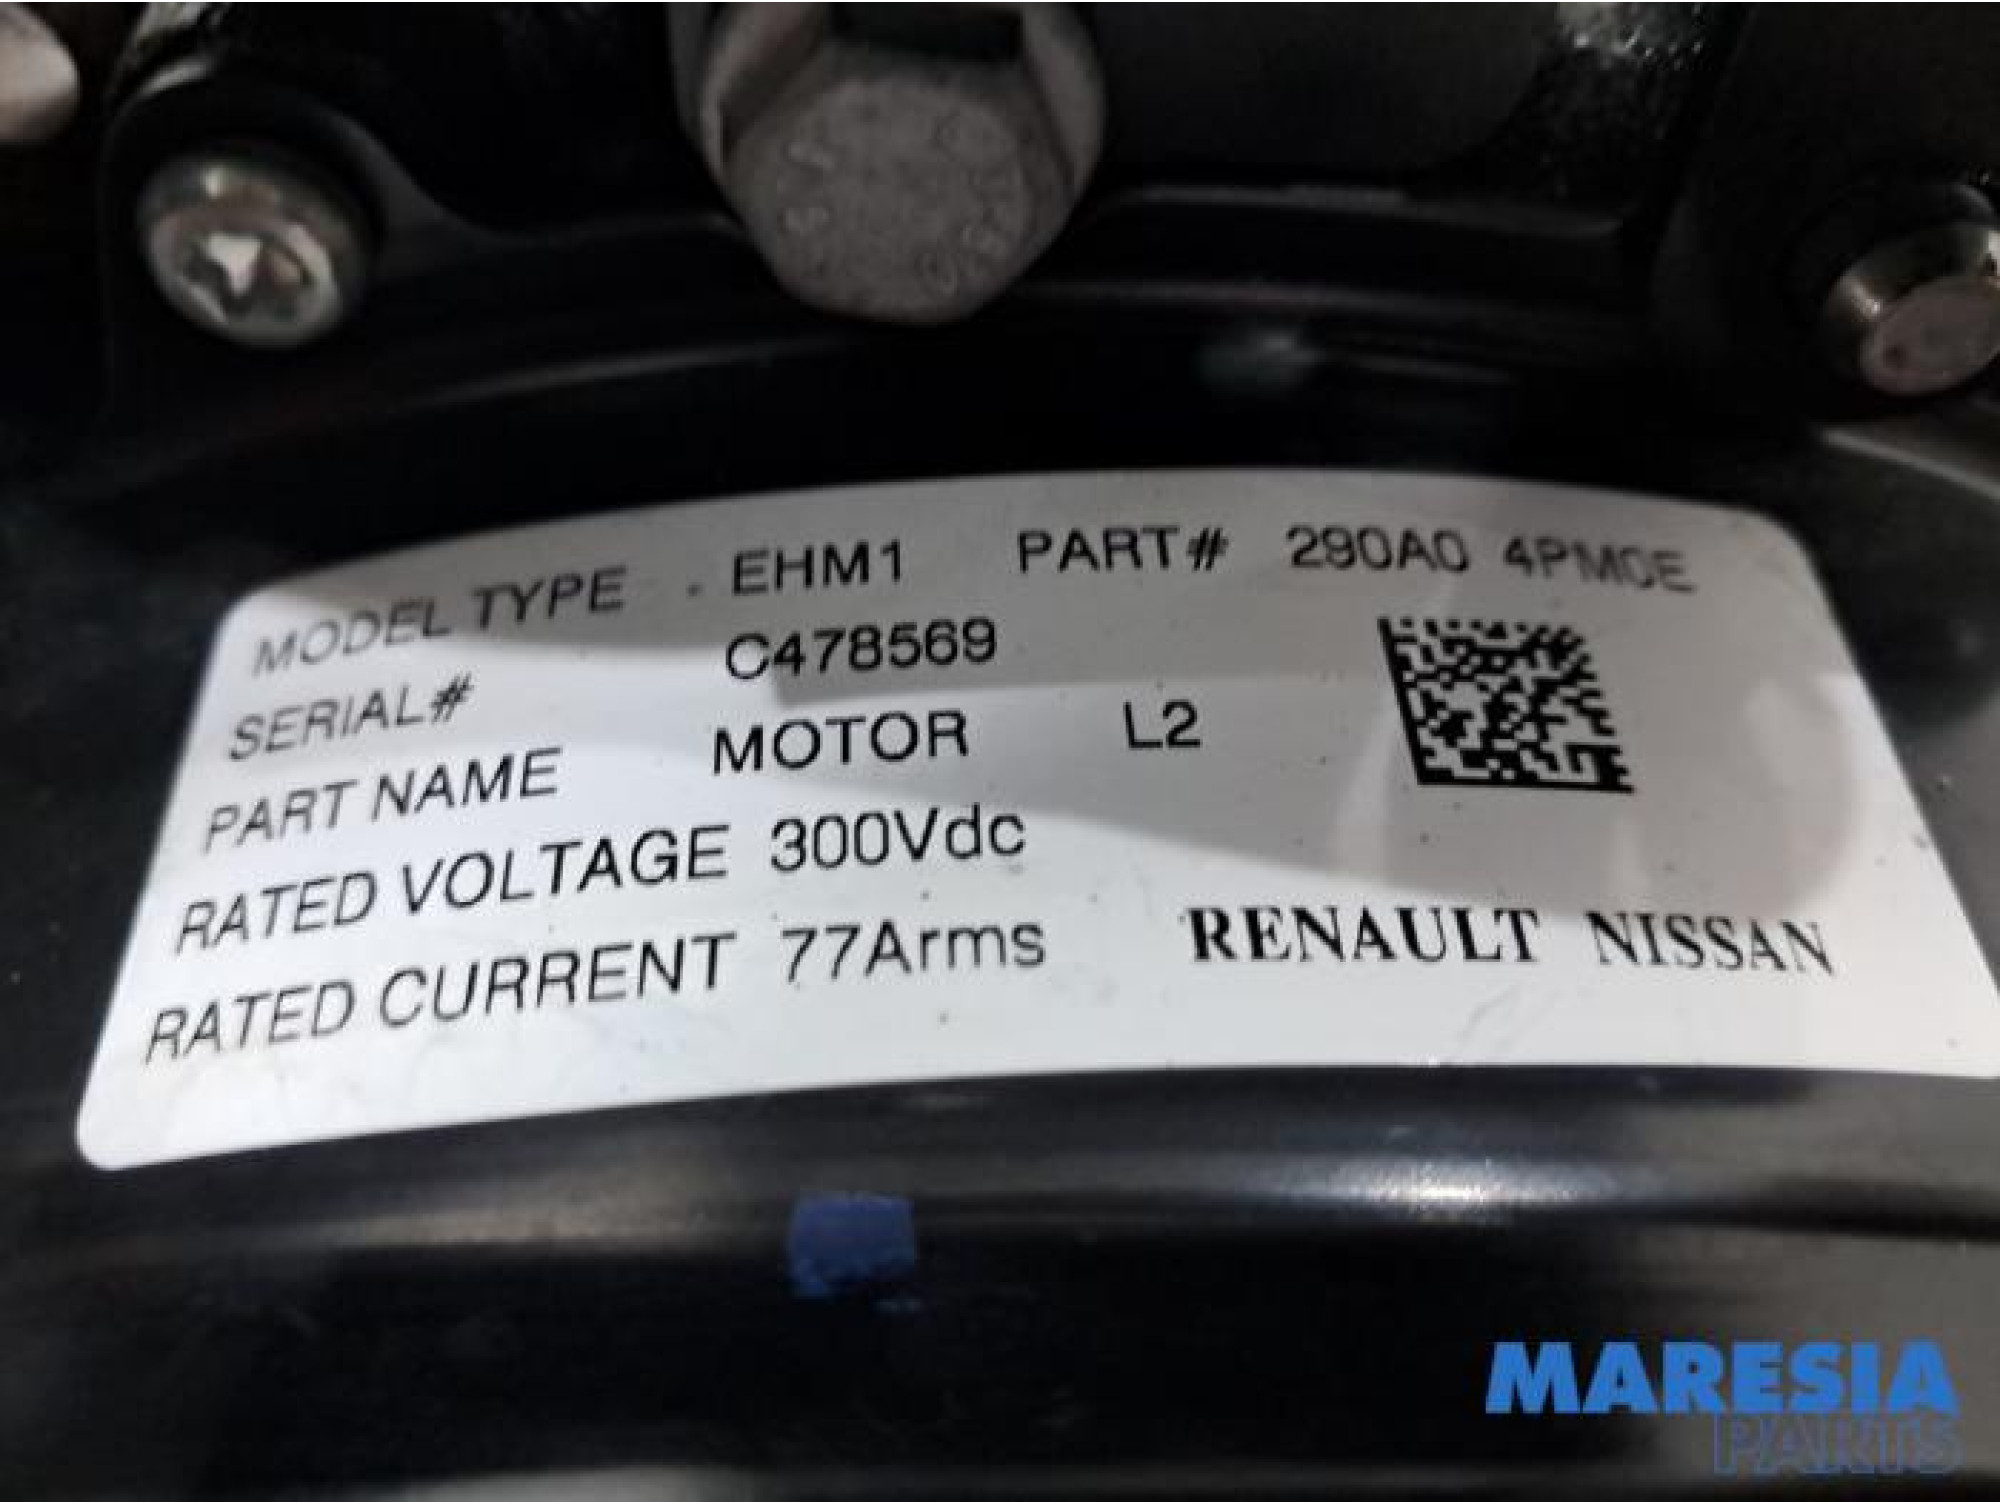 MODEL TYPE . EHM1 PART# 290A0 4PM0E
SERIAL# C478569
PART NAME MOTOR L2
RATED VOLTAGE 300Vdc
RATED CURRENT 77Arms RENAULT NISSAN
MARESIA
PARTS